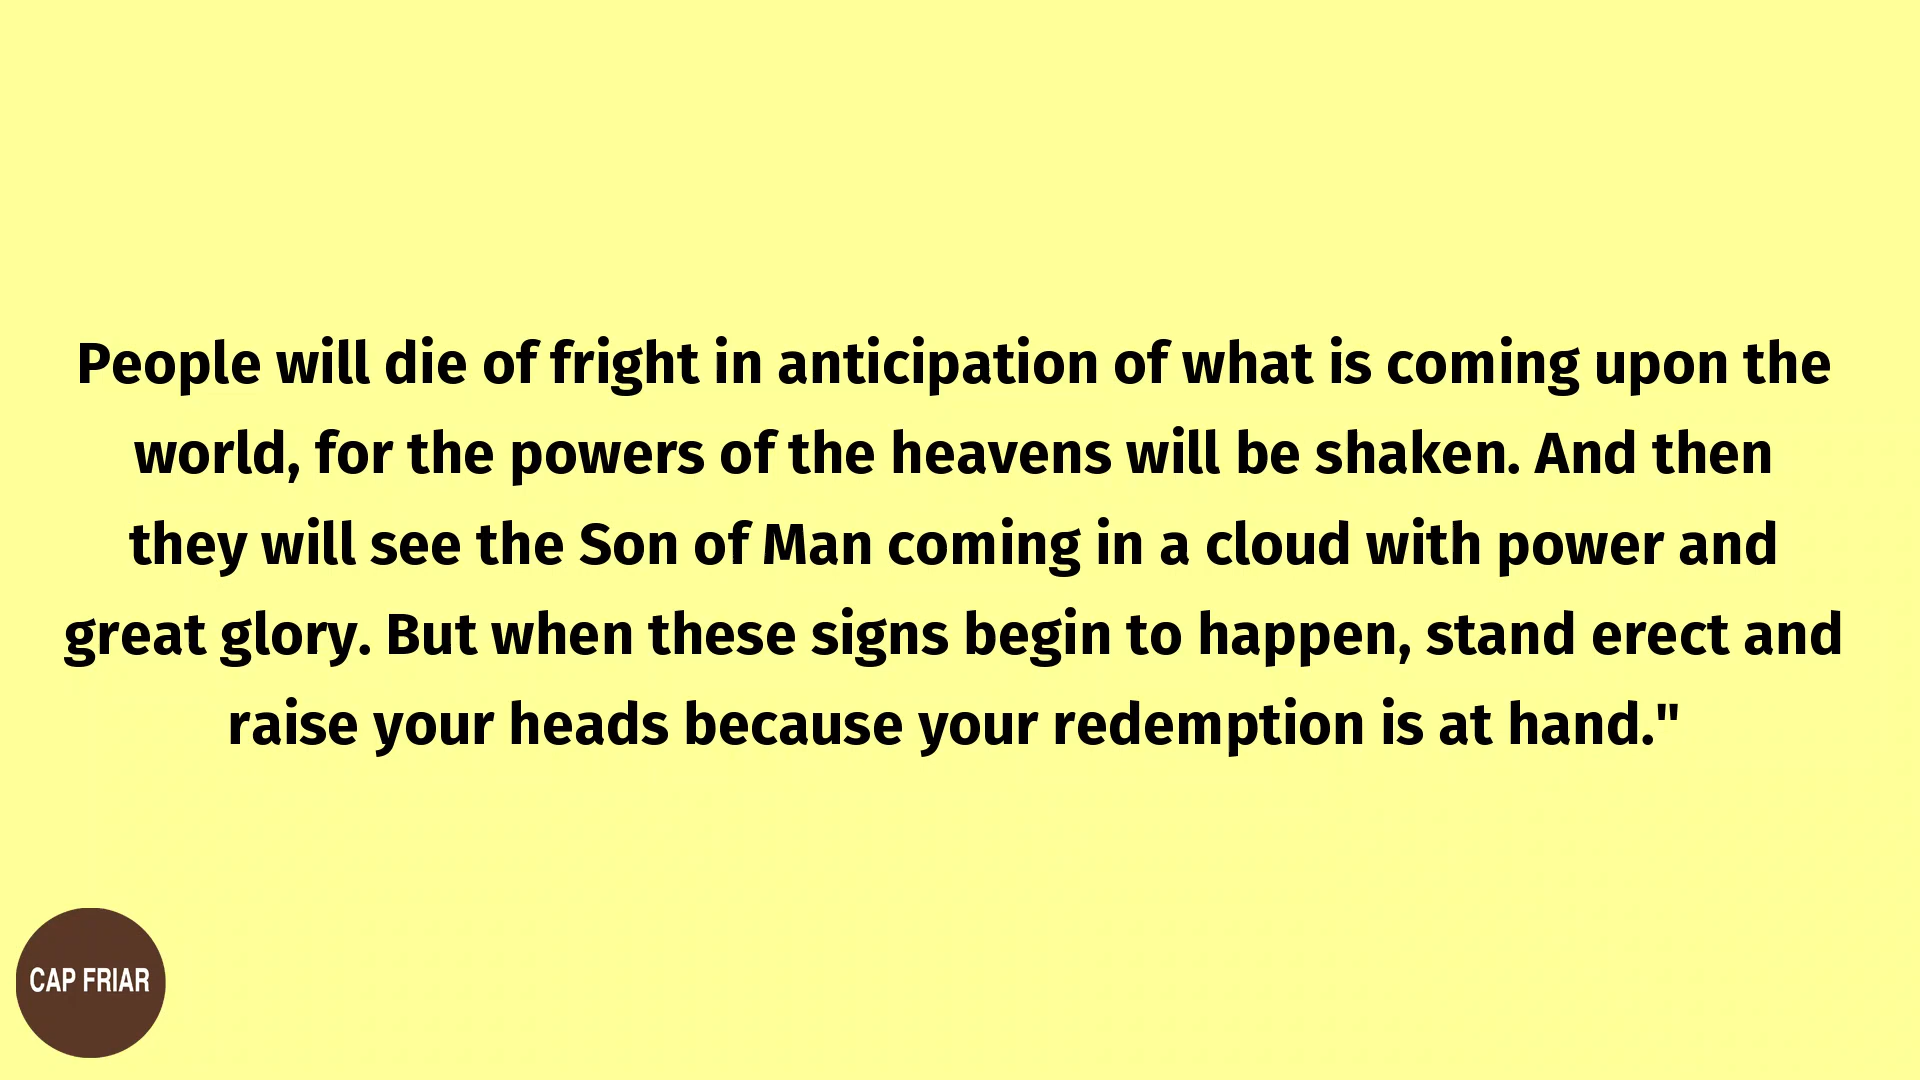 People will die of fright in anticipation of what is coming upon the
world, for the powers of the heavens will be shaken. And then
they will see the Son of Man coming in a cloud with power and
great glory. But when these signs begin to happen, stand erect and
raise your heads because your redemption is at hand."
CAP FRIAR